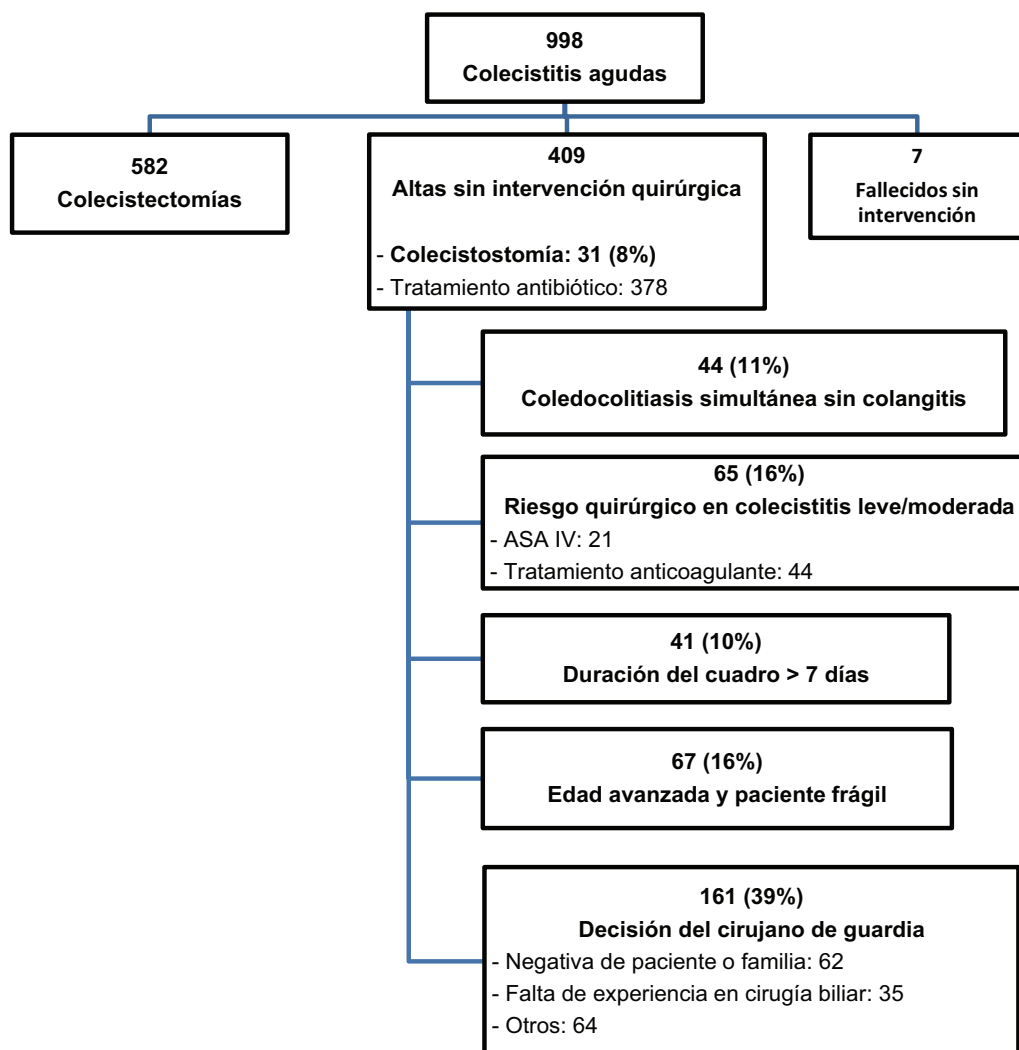 998
Colecistitis agudas
582
Colecistectomías
409
Altas sin intervención quirúrgica
- Colecistostomía: 31 (8%)
- Tratamiento antibiótico: 378
7
Fallecidos sin
intervención
44 (11%)
Coledocolitiasis simultánea sin colangitis
65 (16%)
Riesgo quirúrgico en colecistitis leve/moderada
- ASA IV: 21
- Tratamiento anticoagulante: 44
41 (10%)
Duración del cuadro > 7 días
67 (16%)
Edad avanzada y paciente frágil
161 (39%)
Decisión del cirujano de guardia
- Negativa de paciente o familia: 62
- Falta de experiencia en cirugía biliar: 35
- Otros: 64